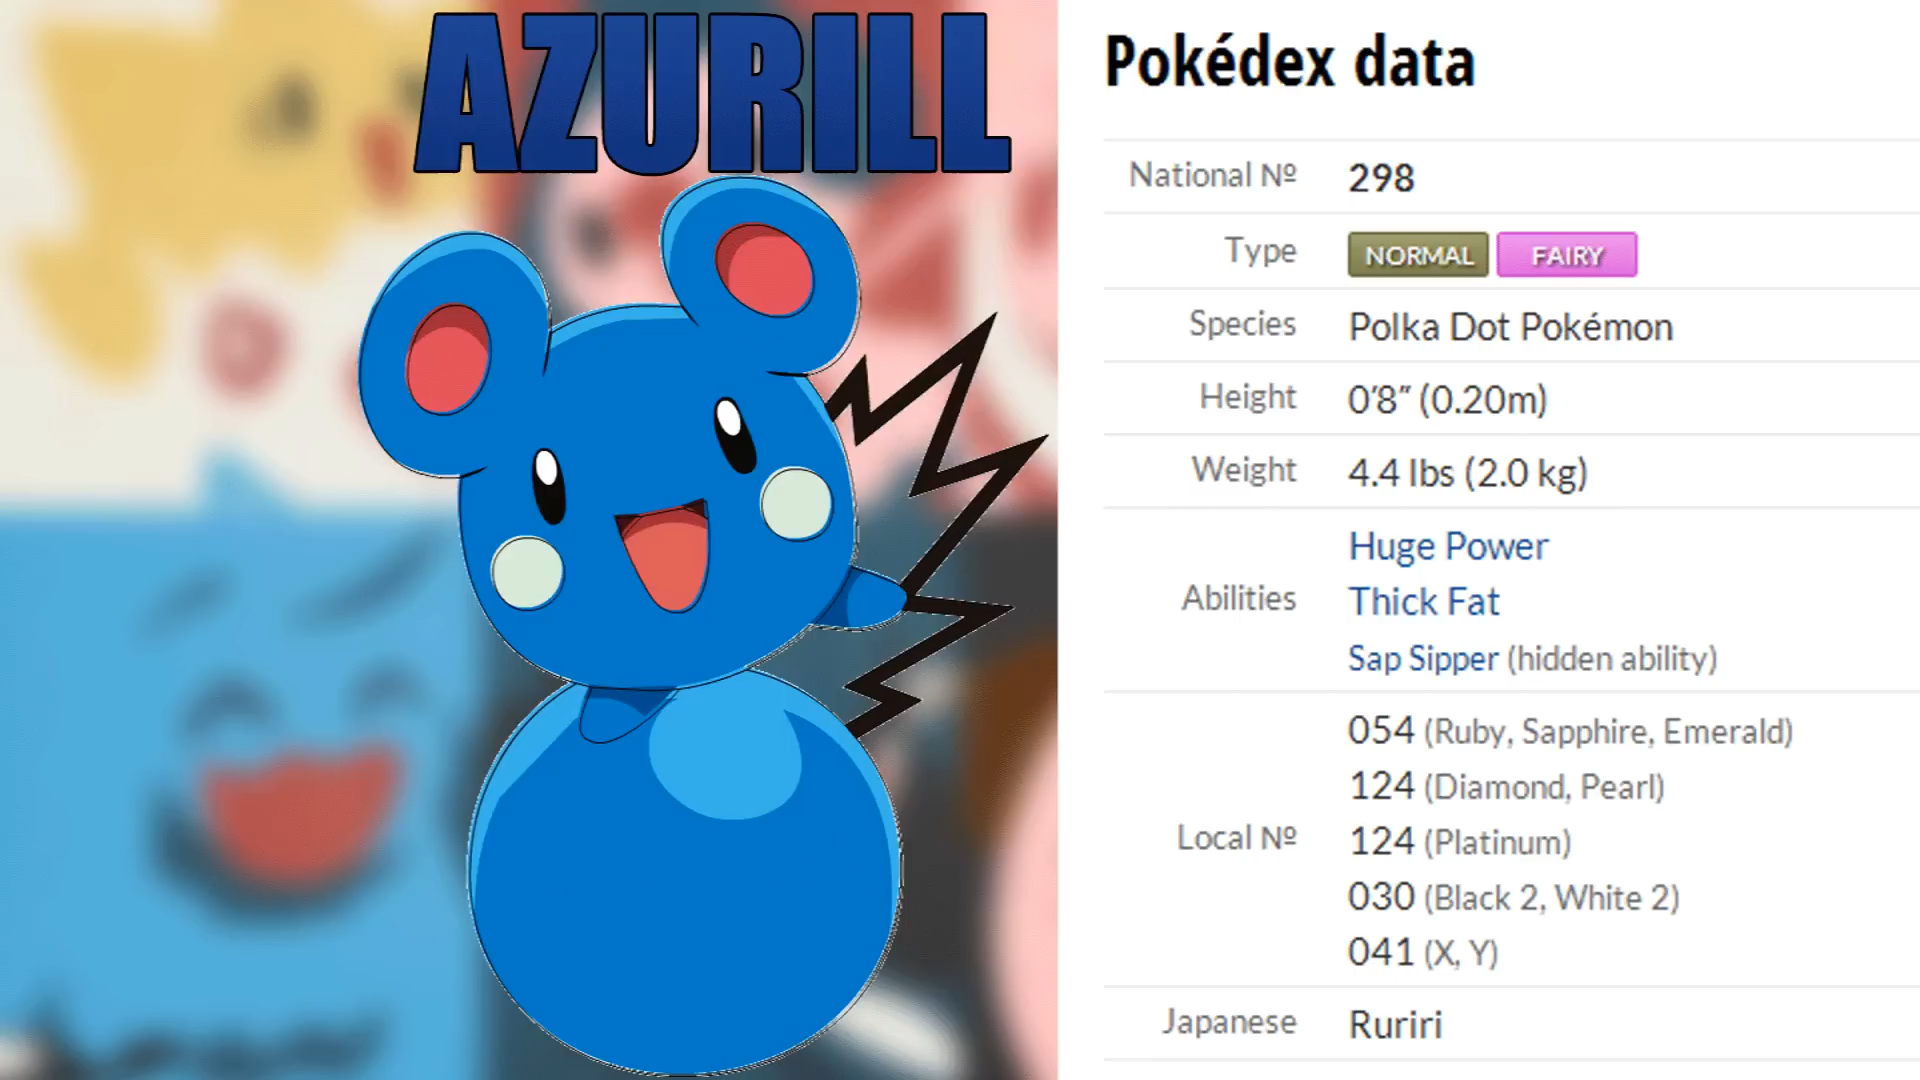 AZURILL
Pokédex data
National Nº 298
Type NORMAL FAIRY
Species Polka Dot Pokémon
Height 0′8″ (0.20m)
Weight 4.4 lbs (2.0 kg)
Abilities
Huge Power
Thick Fat
Sap Sipper (hidden ability)
Local Nº
054 (Ruby, Sapphire, Emerald)
124 (Diamond, Pearl)
124 (Platinum)
030 (Black 2, White 2)
041 (X, Y)
Japanese Ruriri